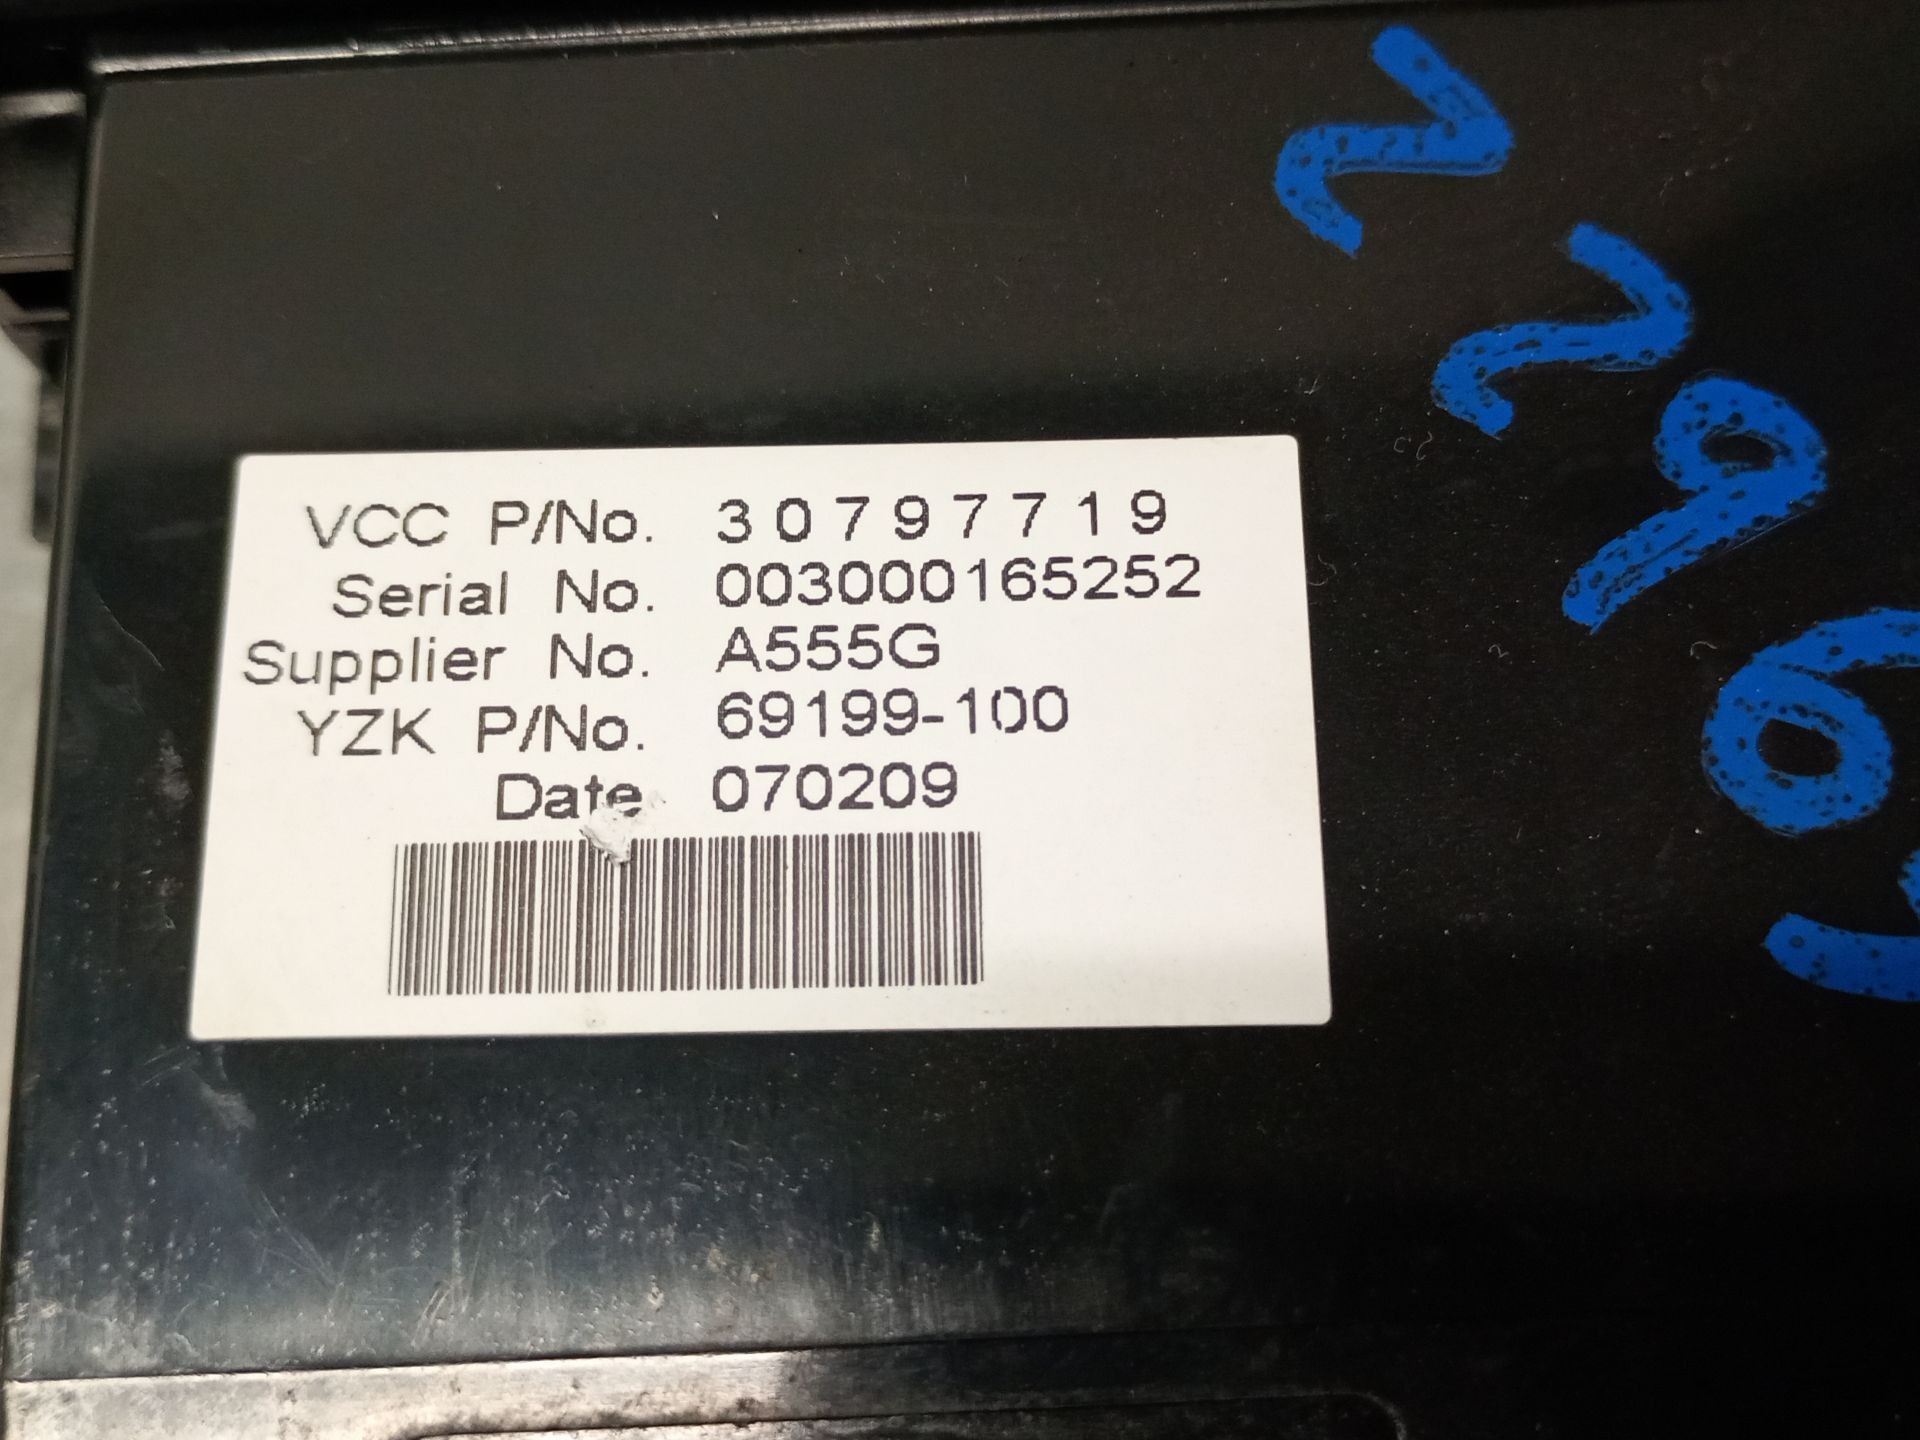 VCC P/No. 30797719
Serial No. 003000165252
Supplier No. A555G
YZK P/No. 69199-100
Date 070209